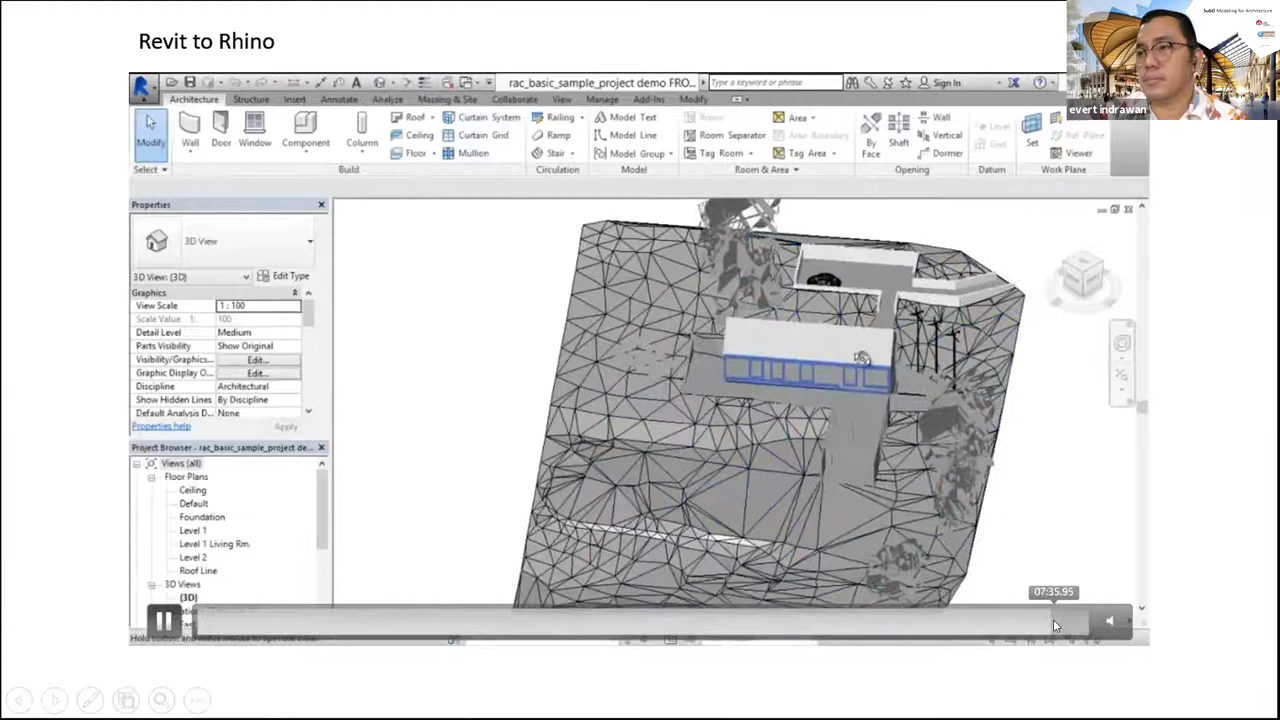 SubD Modeling for Architecture
Revit to Rhino
evert indrawan
rac_basic_sample_project demo FRO...
Type a keyword or phrase
Sign In
Architecture Structure Insert Annotate Analyze Massing & Site Collaborate View Manage Add-Ins Modify
Modify
Wall
Door
Window
Component
Column
Roof
Ceiling
Floor
Curtain System
Curtain Grid
Mullion
Railing
Ramp
Stair
Model Text
Model Line
Model Group
Room
Room Separator
Tag Room
Area
Area Boundary
Tag Area
By Face
Shaft
Wall
Vertical
Dormer
Level
Grid
Set
Ref Plane
Viewer
Select
Build
Circulation
Model
Room & Area
Opening
Datum
Work Plane
Properties
3D View
3D View: (3D)
Edit Type
Graphics
View Scale 1 : 100
Scale Value 1: 100
Detail Level Medium
Parts Visibility Show Original
Visibility/Graphics... Edit...
Graphic Display O... Edit...
Discipline Architectural
Show Hidden Lines By Discipline
Default Analysis D... None
Properties help
Apply
Project Browser - rac_basic_sample_project de...
Views (all)
Floor Plans
Ceiling
Default
Foundation
Level 1
Level 1 Living Rm.
Level 2
Roof Line
3D Views
(3D)
07:35.95